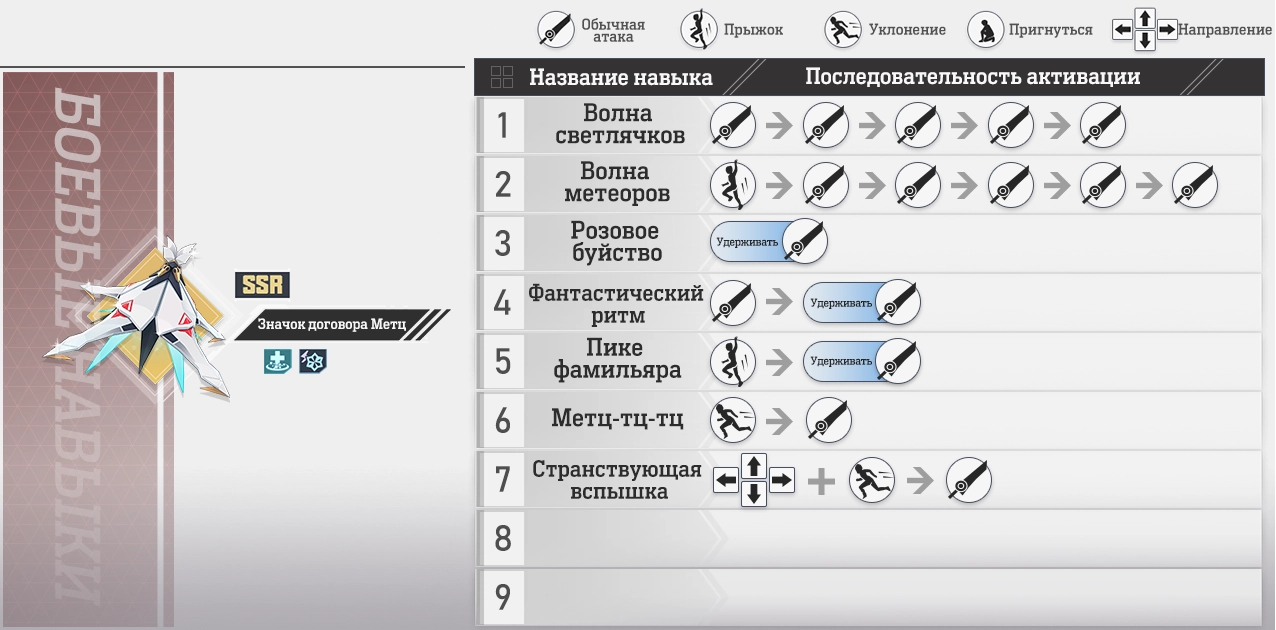 Обычная
атака
Прыжок
Уклонение
Пригнуться
Направление
Название навыка
Последовательность активации
БОЕВЫЕ НАВЫКИ
SSR
Значок договора Метц
1
Волна
светлячков
2
Волна
метеоров
3
Розовое
буйство
Удерживать
4
Фантастический
ритм
Удерживать
5
Пике
фамильяра
Удерживать
6
Метц-тц-тц
7
Странствующая
вспышка
8
9